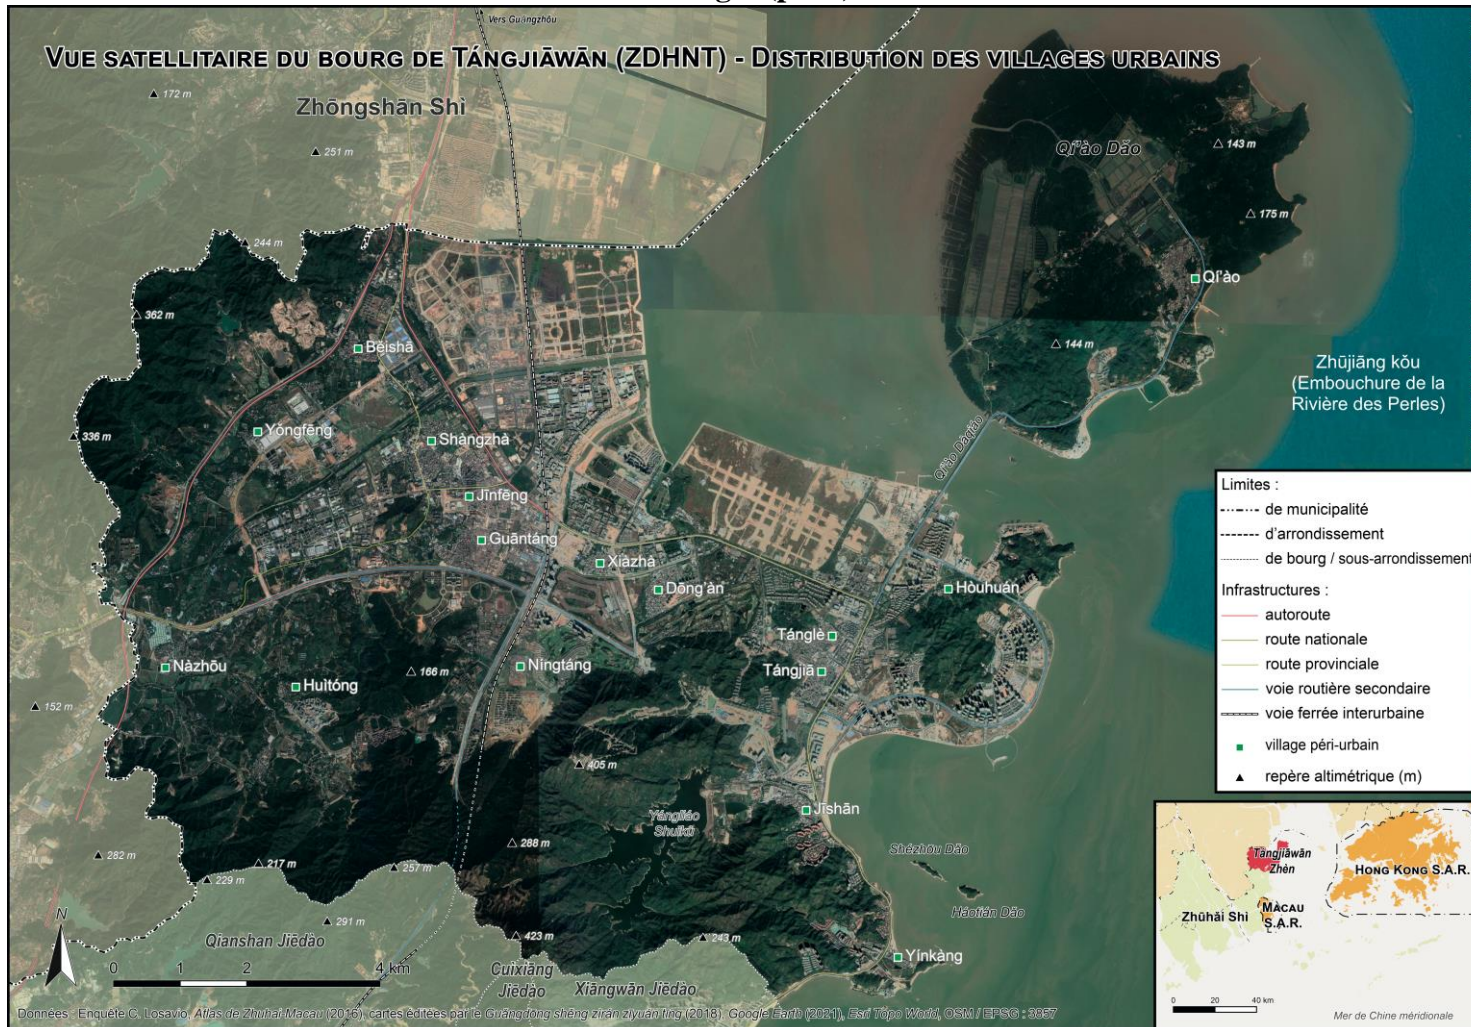 Vers Guǎngzhōu
VUE SATELLITAIRE DU BOURG DE TÁNGJIĀWĀN (ZDHNT) - DISTRIBUTION DES VILLAGES URBAINS
172 m
Zhōngshān Shì
251 m
Qí'ào Dǎo
143 m
175 m
244 m
Qí'ào
362 m
144 m
Běishā
Zhūjiāng kǒu
(Embouchure de la
Rivière des Perles)
336 m
Yǒngfēng
Shàngzhà
Qí'ào Dàqiáo
Jīnfēng
Guāntáng
Xiàzhà
Dōng'àn
Hòuhuán
Tánglè
Nàzhōu
Huìtóng
166 m
Níngtáng
Tángjiā
152 m
405 m
Yángliáo
Shuǐkù
Jīshān
288 m
Shézhōu Dǎo
282 m
217 m
257 m
229 m
Háotián Dǎo
291 m
423 m
243 m
Qianshan Jiēdào
Yínkàng
Cuìxiāng
Jiēdào
Xiāngwān Jiēdào
N
0 1 2 4 km
Limites :
de municipalité
d'arrondissement
de bourg / sous-arrondissement
Infrastructures :
autoroute
route nationale
route provinciale
voie routière secondaire
voie ferrée interurbaine
village péri-urbain
repère altimétrique (m)
Tángjiāwān
Zhèn
HONG KONG S.A.R.
MACAU
S.A.R.
Zhūhǎi Shì
0 20 40 km
Mer de Chine méridionale
Données : Enquête C. Losavio, Atlas de Zhuhai-Macau (2016), cartes éditées par le Guǎngdōng shěng zìrán zīyuán tīng (2018) Google Earth (2021), Esri Topo World, OSM / EPSG : 3857